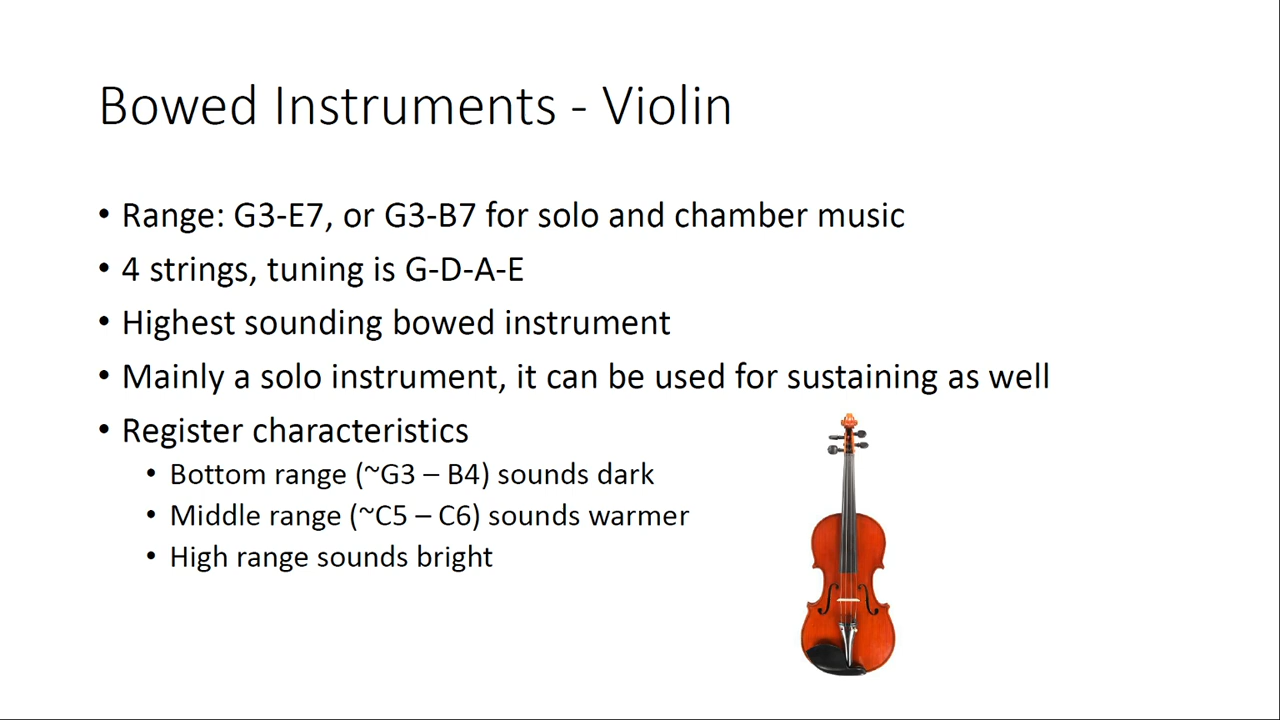 Bowed Instruments - Violin
• Range: G3-E7, or G3-B7 for solo and chamber music
• 4 strings, tuning is G-D-A-E
• Highest sounding bowed instrument
• Mainly a solo instrument, it can be used for sustaining as well
• Register characteristics
• Bottom range (~G3 – B4) sounds dark
• Middle range (~C5 – C6) sounds warmer
• High range sounds bright